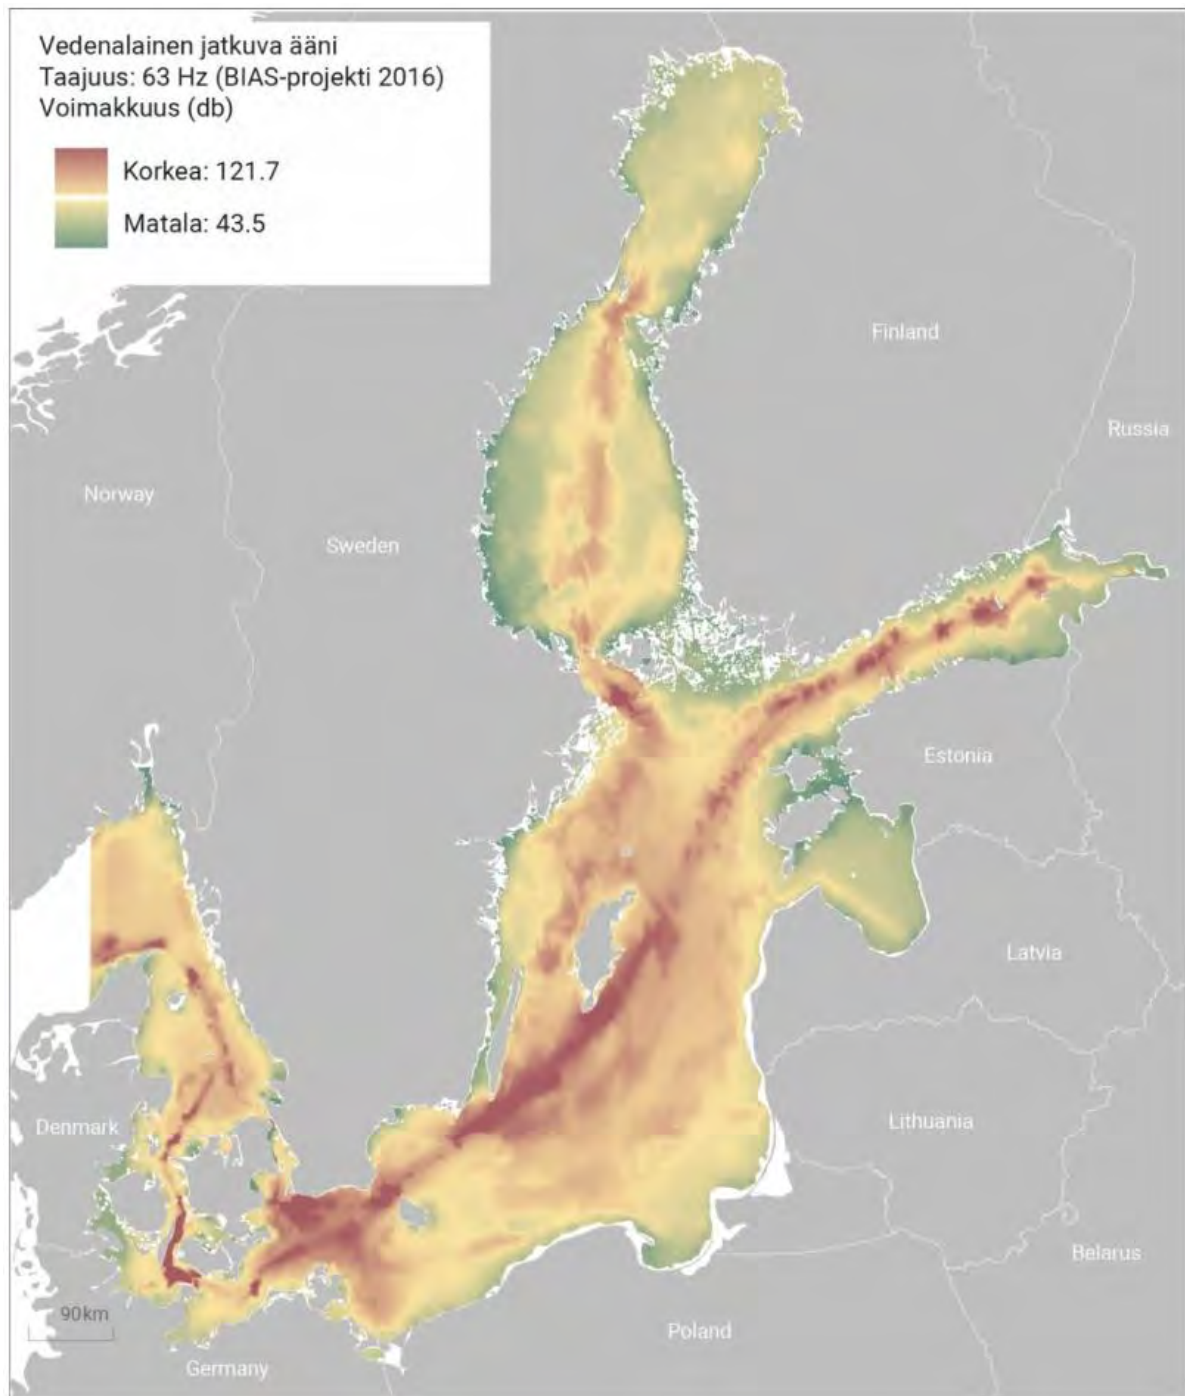 Vedenalainen jatkuva ääni
Taajuus: 63 Hz (BIAS-projekti 2016)
Voimakkuus (db)
Korkea: 121.7
Matala: 43.5
Finland
Russia
Norway
Sweden
Estonia
Latvia
Denmark
Lithuania
Belarus
90km
Poland
Germany